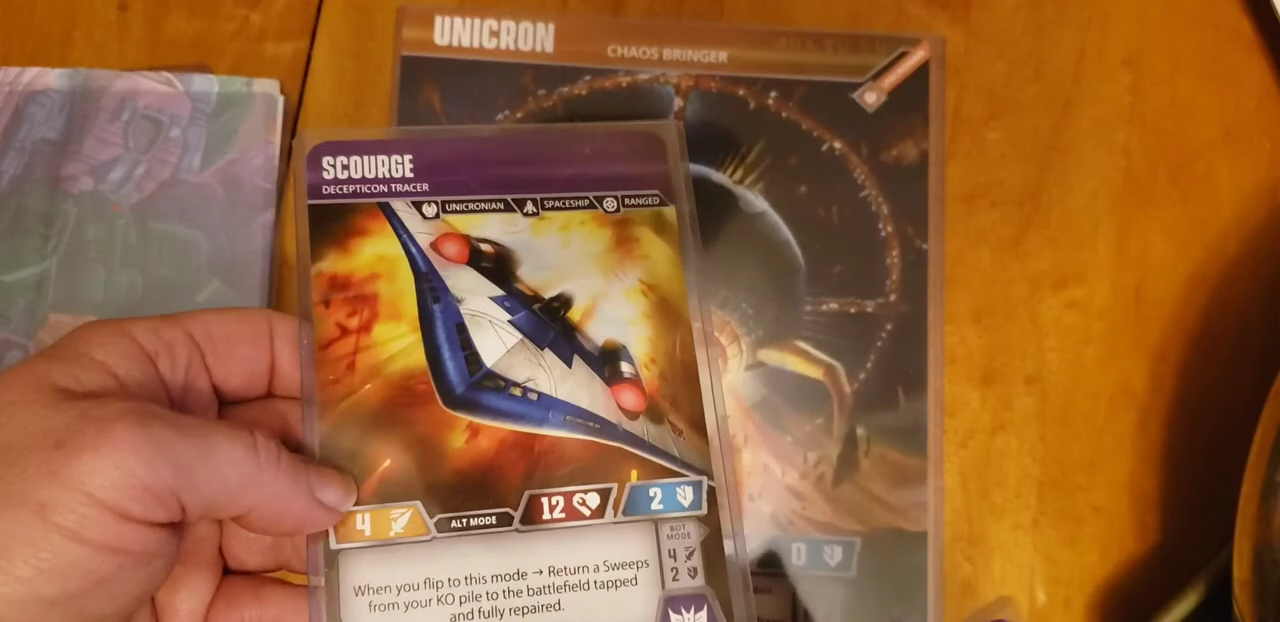 UNICRON
CHAOS BRINGER
SCOURGE
DECEPTICON TRACER
UNICRONIAN SPACESHIP RANGED
4 ALT MODE 12 2
BOT
MODE
4
2
When you flip to this mode → Return a Sweeps
from your KO pile to the battlefield tapped
and fully repaired.
0